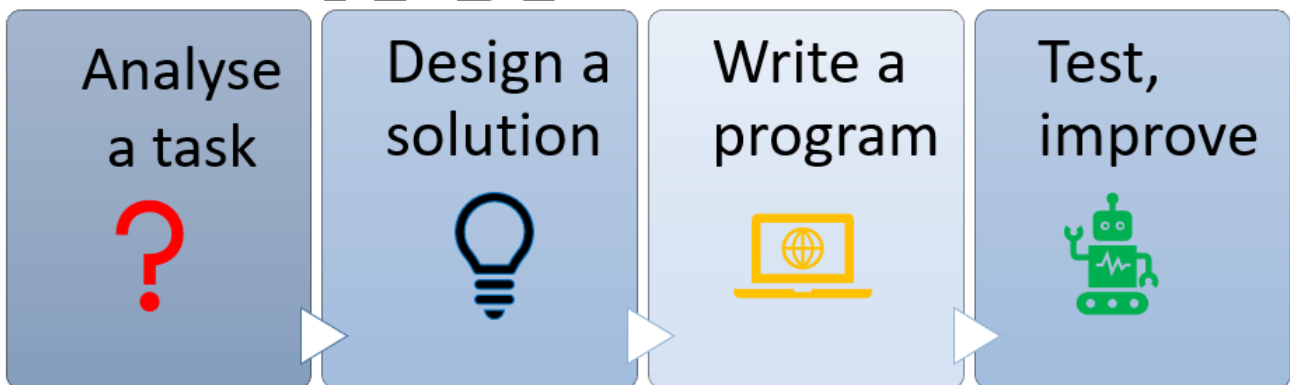 Analyse
a task
Design a
solution
Write a
program
Test,
improve